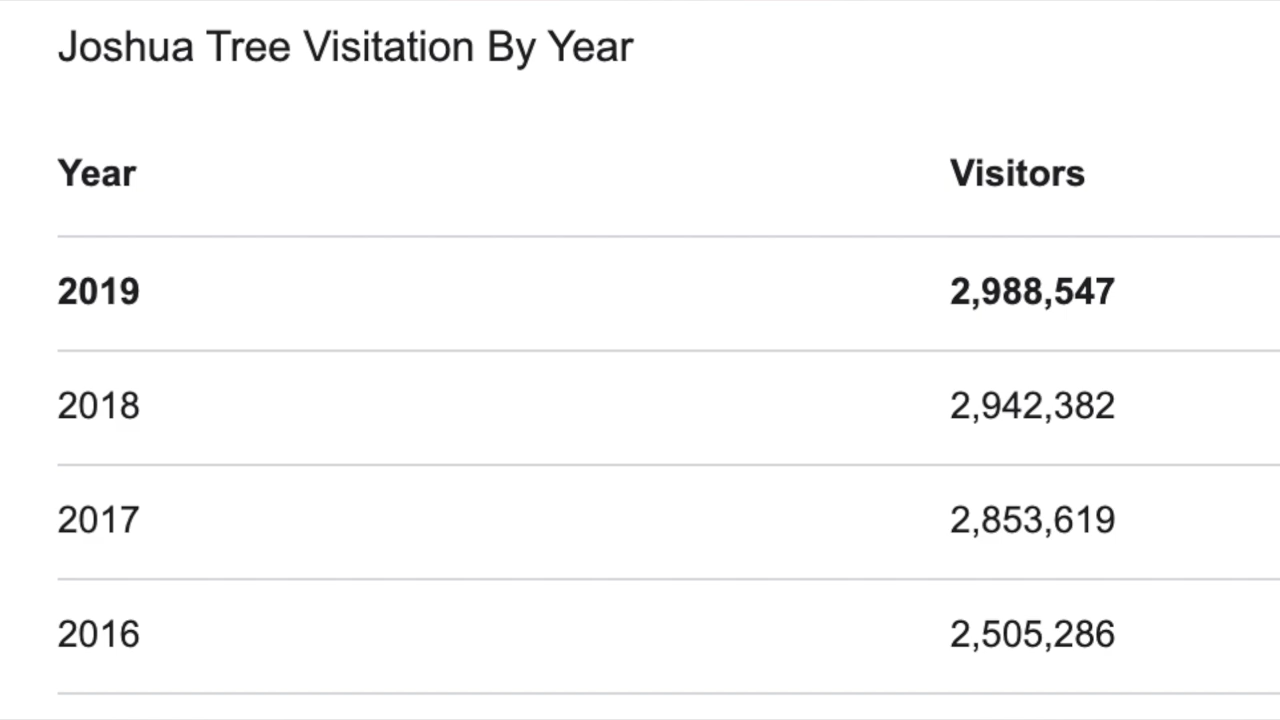 Joshua Tree Visitation By Year
Year Visitors
2019 2,988,547
2018 2,942,382
2017 2,853,619
2016 2,505,286